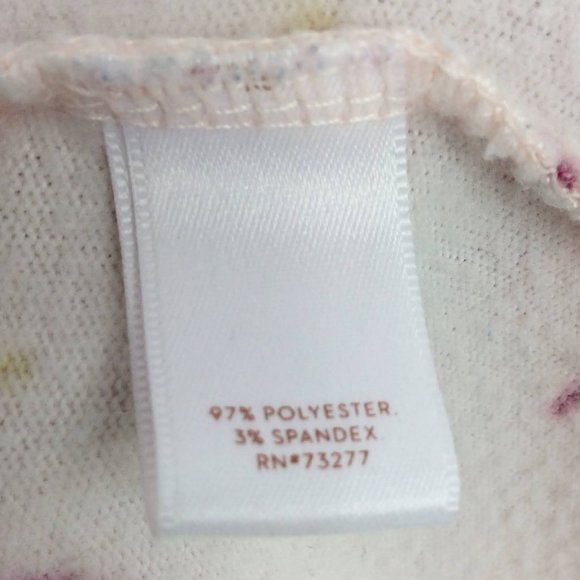 97% POLYESTER.
3% SPANDEX.
RN#73277